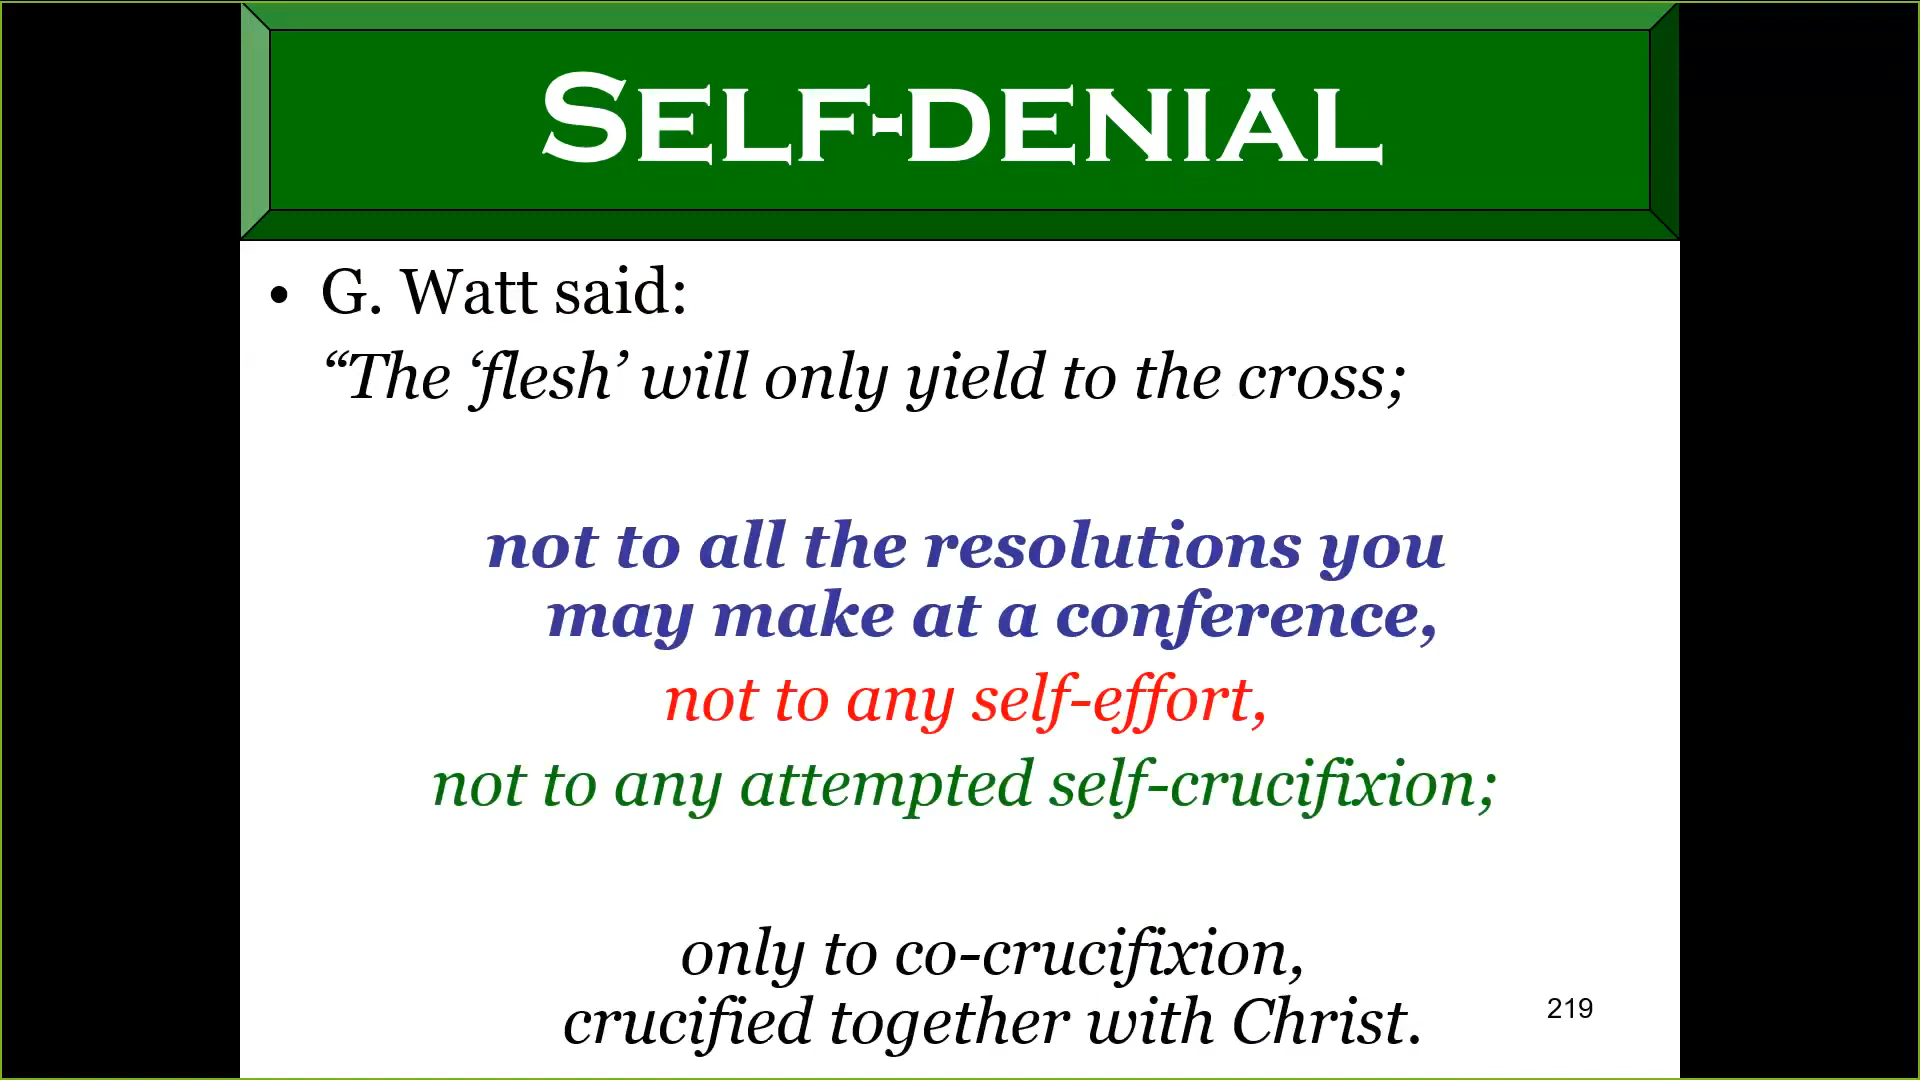 SELF-DENIAL
• G. Watt said:
“The ‘flesh’ will only yield to the cross;
not to all the resolutions you
may make at a conference,
not to any self-effort,
not to any attempted self-crucifixion;
only to co-crucifixion,
crucified together with Christ.
219